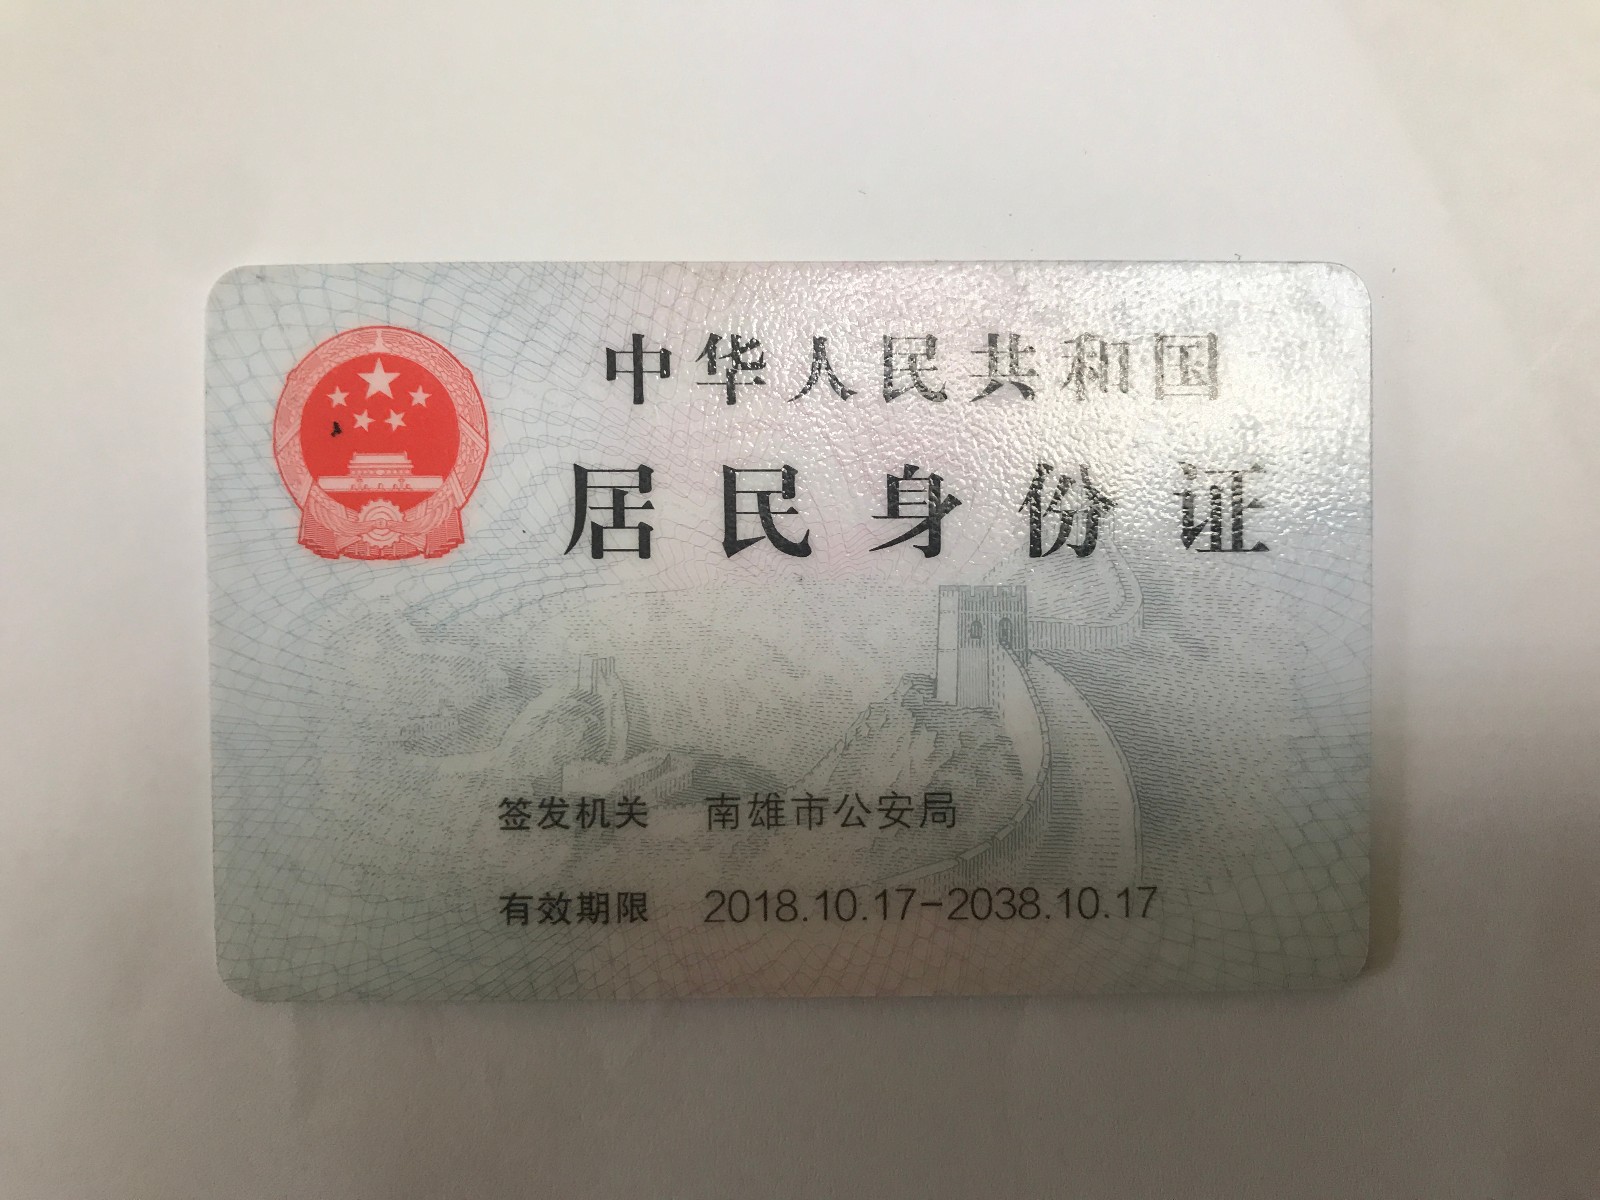 中华人民共和国
居民身份证
签发机关 南雄市公安局
有效期限 2018.10.17-2038.10.17